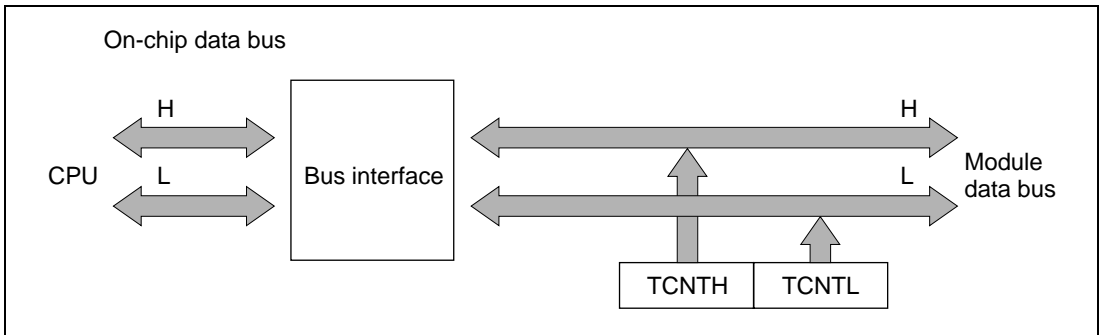 On-chip data bus
H
H
CPU
L
Bus interface
L
Module
data bus
TCNTH
TCNTL